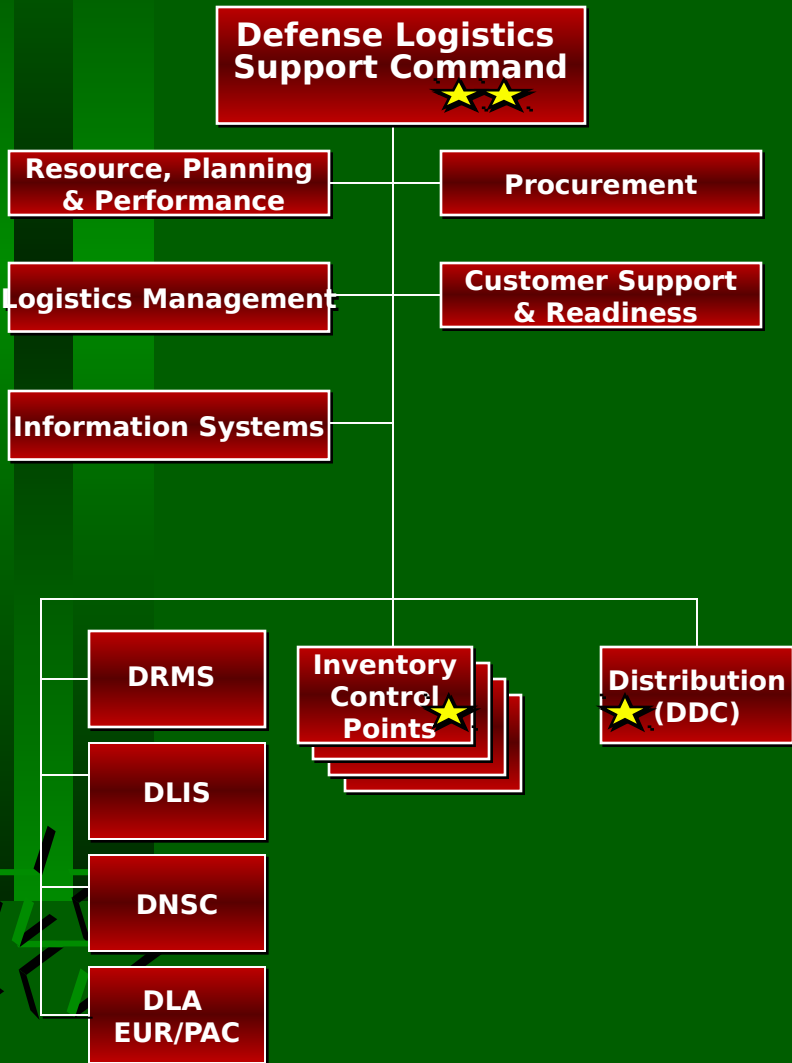 Defense Logistics
Support Command
Resource, Planning
& Performance
Procurement
Logistics Management
Customer Support
& Readiness
Information Systems
DRMS
Inventory
Control
Points
Distribution
(DDC)
DLIS
DNSC
DLA
EUR/PAC